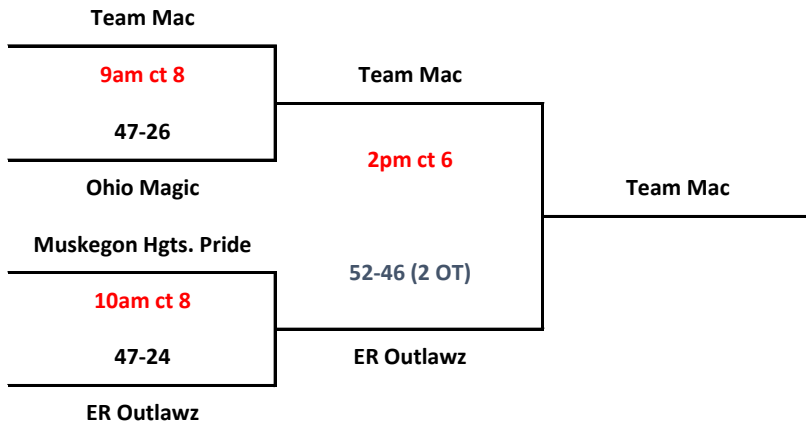 Team Mac
9am ct 8
47-26
Ohio Magic
Muskegon Hgts. Pride
10am ct 8
47-24
ER Outlawz
Team Mac
2pm ct 6
52-46 (2 OT)
ER Outlawz
Team Mac